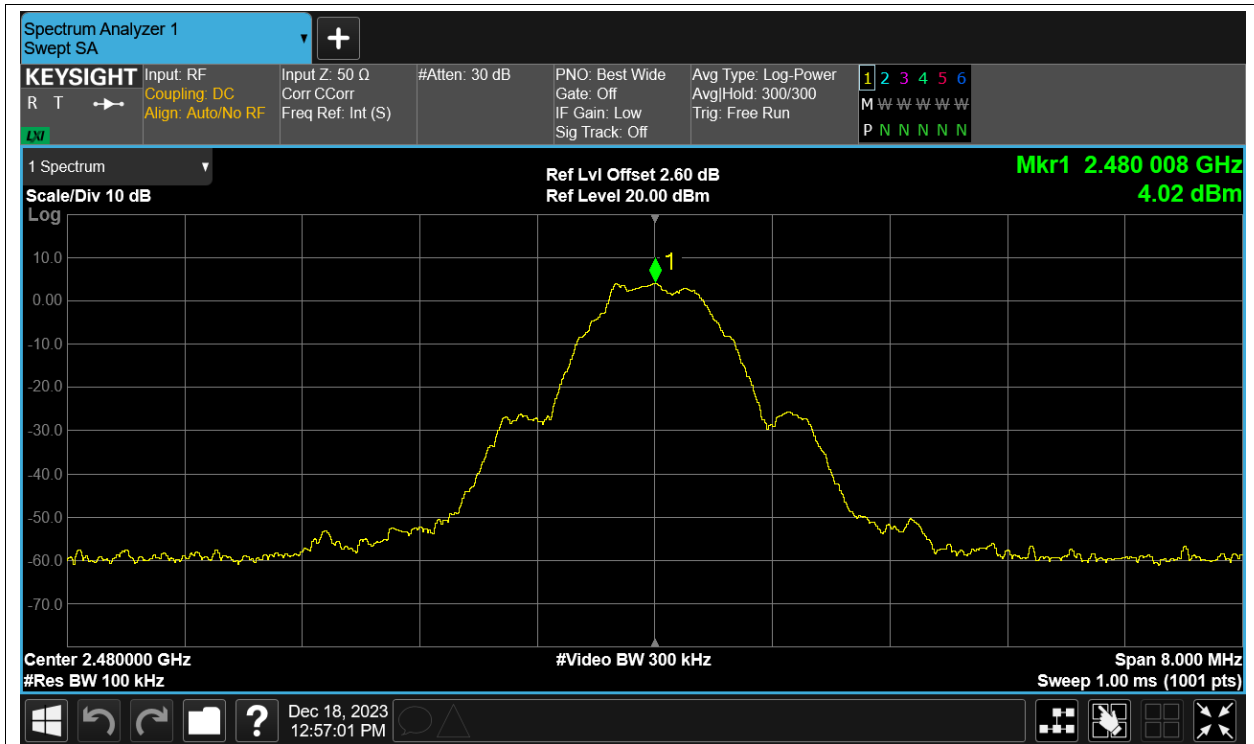 Spectrum Analyzer 1
Swept SA
+
KEYSIGHT
R T
LXI
Input: RF
Coupling: DC
Align: Auto/No RF
Input Z: 50 Ω
Corr CCorr
Freq Ref: Int (S)
#Atten: 30 dB
PNO: Best Wide
Gate: Off
IF Gain: Low
Sig Track: Off
Avg Type: Log-Power
Avg|Hold: 300/300
Trig: Free Run
1 2 3 4 5 6
M W W W W W
P N N N N N
1 Spectrum
Scale/Div 10 dB
Log
Ref Lvl Offset 2.60 dB
Ref Level 20.00 dBm
Mkr1 2.480 008 GHz
4.02 dBm
1
10.0
0.00
-10.0
-20.0
-30.0
-40.0
-50.0
-60.0
-70.0
Center 2.480000 GHz
#Res BW 100 kHz
#Video BW 300 kHz
Span 8.000 MHz
Sweep 1.00 ms (1001 pts)
?
Dec 18, 2023
12:57:01 PM